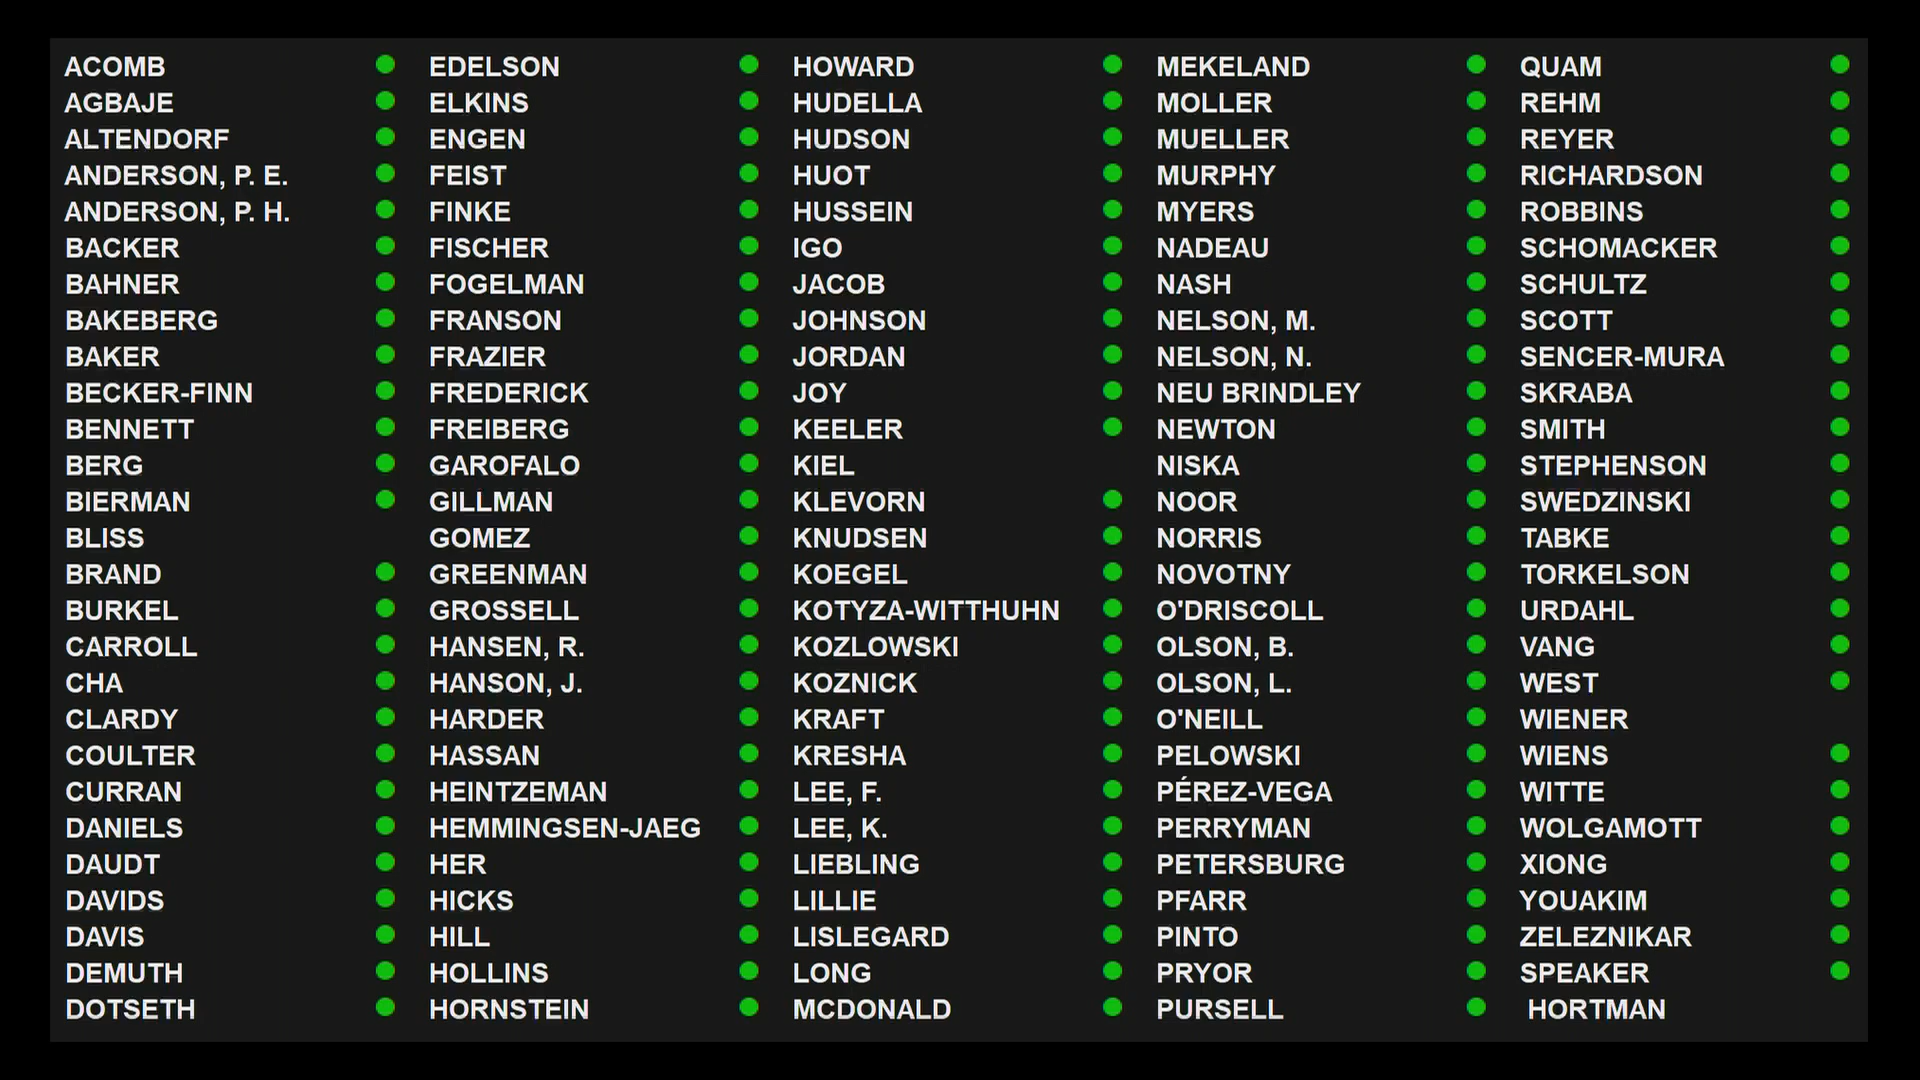 ACOMB
AGBAJE
ALTENDORF
ANDERSON, P. E.
ANDERSON, P. H.
BACKER
BAHNER
BAKEBERG
BAKER
BECKER-FINN
BENNETT
BERG
BIERMAN
BLISS
BRAND
BURKEL
CARROLL
CHA
CLARDY
COULTER
CURRAN
DANIELS
DAUDT
DAVIDS
DAVIS
DEMUTH
DOTSETH
EDELSON
ELKINS
ENGEN
FEIST
FINKE
FISCHER
FOGELMAN
FRANSON
FRAZIER
FREDERICK
FREIBERG
GAROFALO
GILLMAN
GOMEZ
GREENMAN
GROSSELL
HANSEN, R.
HANSON, J.
HARDER
HASSAN
HEINTZEMAN
HEMMINGSEN-JAEG
HER
HICKS
HILL
HOLLINS
HORNSTEIN
HOWARD
HUDELLA
HUDSON
HUOT
HUSSEIN
IGO
JACOB
JOHNSON
JORDAN
JOY
KEELER
KIEL
KLEVORN
KNUDSEN
KOEGEL
KOTYZA-WITTHUHN
KOZLOWSKI
KOZNICK
KRAFT
KRESHA
LEE, F.
LEE, K.
LIEBLING
LILLIE
LISLEGARD
LONG
MCDONALD
MEKELAND
MOLLER
MUELLER
MURPHY
MYERS
NADEAU
NASH
NELSON, M.
NELSON, N.
NEU BRINDLEY
NEWTON
NISKA
NOOR
NORRIS
NOVOTNY
O'DRISCOLL
OLSON, B.
OLSON, L.
O'NEILL
PELOWSKI
PÉREZ-VEGA
PERRYMAN
PETERSBURG
PFARR
PINTO
PRYOR
PURSELL
QUAM
REHM
REYER
RICHARDSON
ROBBINS
SCHOMACKER
SCHULTZ
SCOTT
SENCER-MURA
SKRABA
SMITH
STEPHENSON
SWEDZINSKI
TABKE
TORKELSON
URDAHL
VANG
WEST
WIENER
WIENS
WITTE
WOLGAMOTT
XIONG
YOUAKIM
ZELEZNIKAR
SPEAKER
HORTMAN